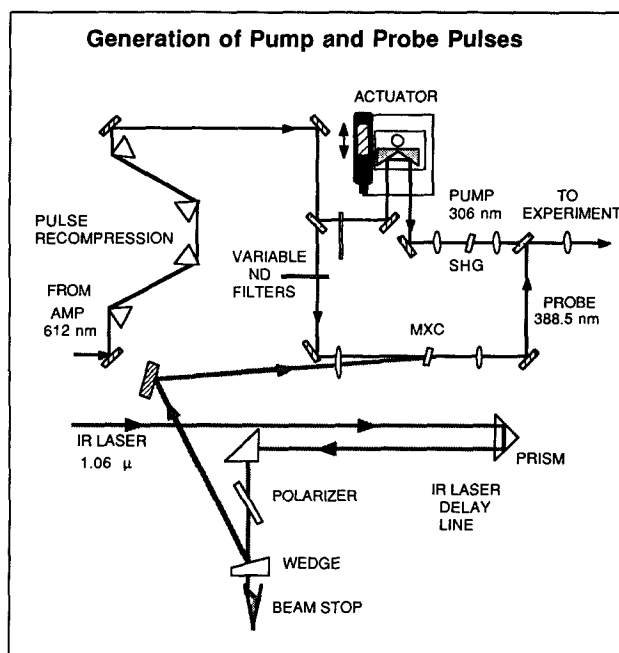 Generation of Pump and Probe Pulses
ACTUATOR
PULSE
RECOMPRESSION
PUMP
306 nm
TO
EXPERIMENT
SHG
VARIABLE
ND
FILTERS
FROM
AMP
612 nm
PROBE
388.5 nm
MXC
IR LASER
1.06 μ
PRISM
POLARIZER
IR LASER
DELAY
LINE
WEDGE
BEAM STOP